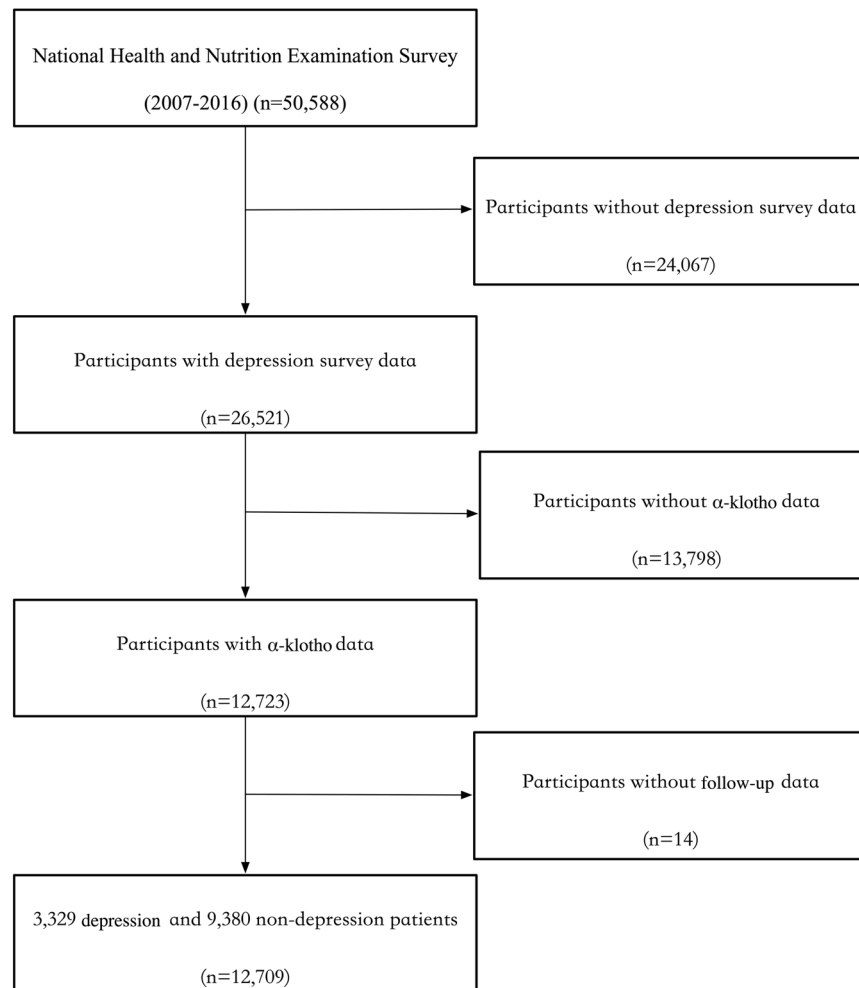 National Health and Nutrition Examination Survey
(2007-2016) (n=50,588)
Participants without depression survey data
(n=24,067)
Participants with depression survey data
(n=26,521)
Participants without α-klotho data
(n=13,798)
Participants with α-klotho data
(n=12,723)
Participants without follow-up data
(n=14)
3,329 depression and 9,380 non-depression patients
(n=12,709)